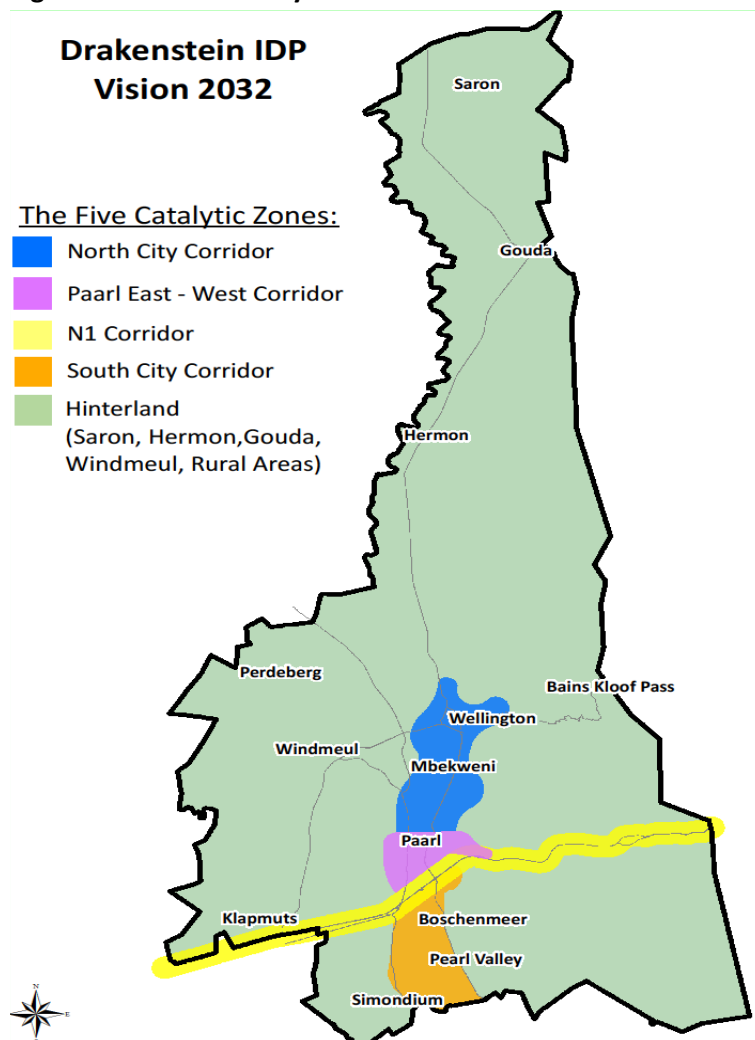 Drakenstein IDP
Vision 2032
The Five Catalytic Zones:
North City Corridor
Paarl East - West Corridor
N1 Corridor
South City Corridor
Hinterland
(Saron, Hermon,Gouda,
Windmeul, Rural Areas)
Saron
Gouda
Hermon
Perdeberg
Bains Kloof Pass
Wellington
Windmeul
Mbekweni
Paarl
Klapmuts
Boschenmeer
Pearl Valley
Simondium
N
E